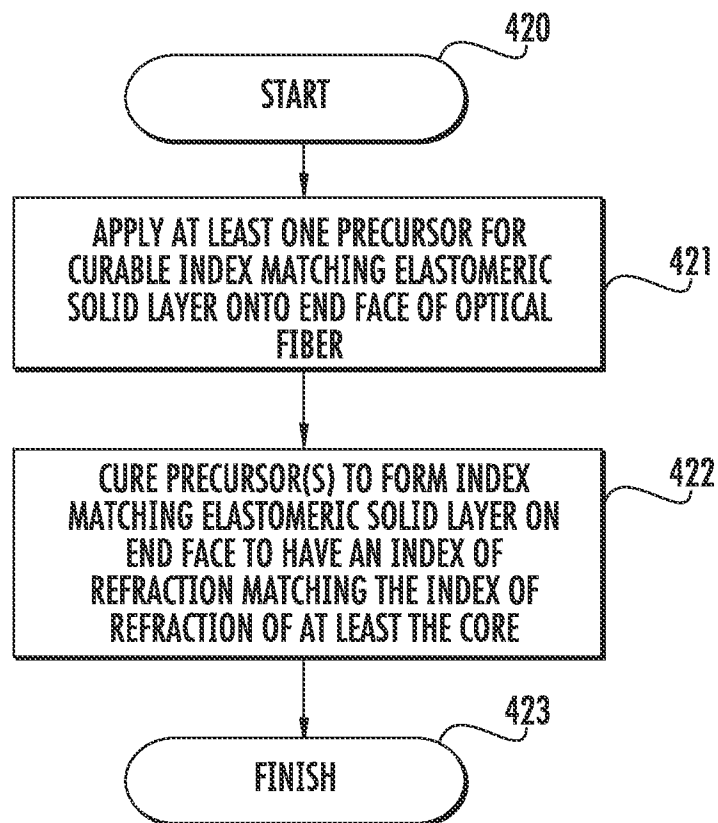 420
START
APPLY AT LEAST ONE PRECURSOR FOR
CURABLE INDEX MATCHING ELASTOMERIC
SOLID LAYER ONTO END FACE OF OPTICAL
FIBER
421
CURE PRECURSOR(S) TO FORM INDEX
MATCHING ELASTOMERIC SOLID LAYER ON
END FACE TO HAVE AN INDEX OF
REFRACTION MATCHING THE INDEX OF
REFRACTION OF AT LEAST THE CORE
422
423
FINISH